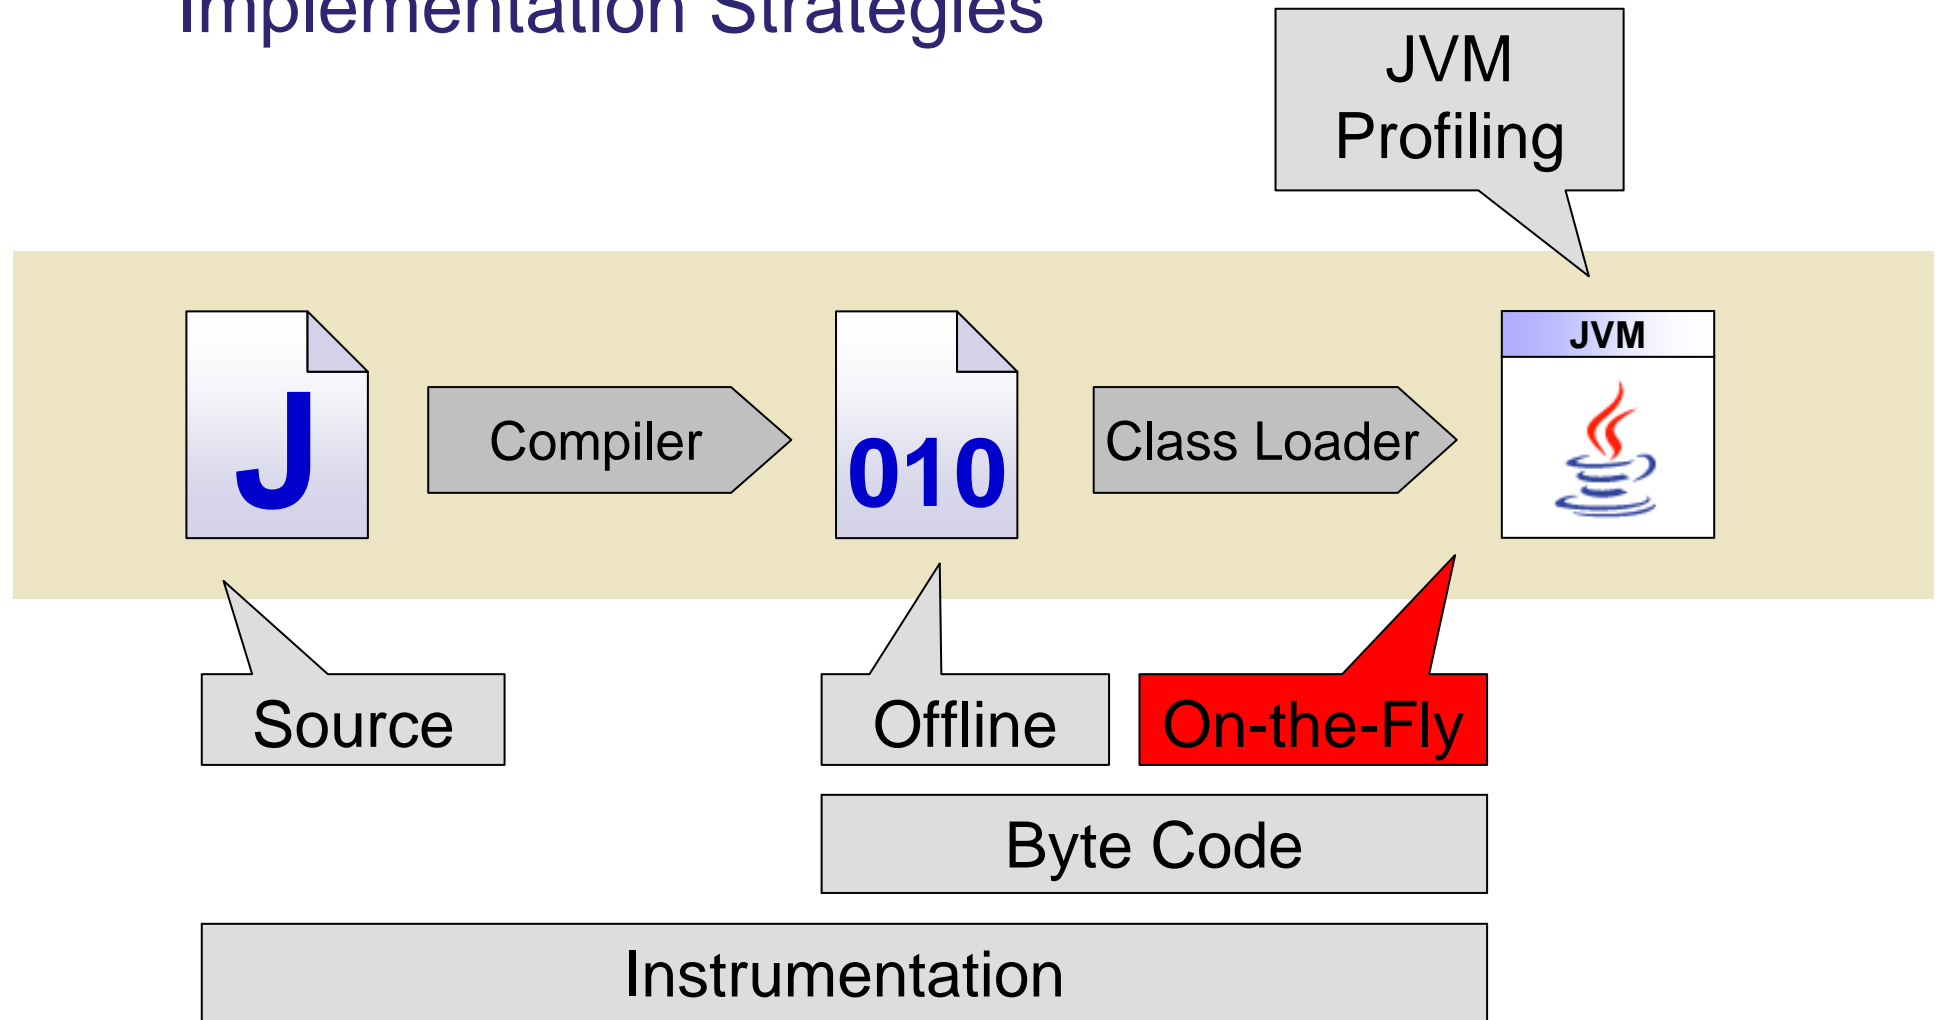 Implementation Strategies
JVM
Profiling
JVM
J
Compiler
010
Class Loader
Source
Offline
On-the-Fly
Byte Code
Instrumentation